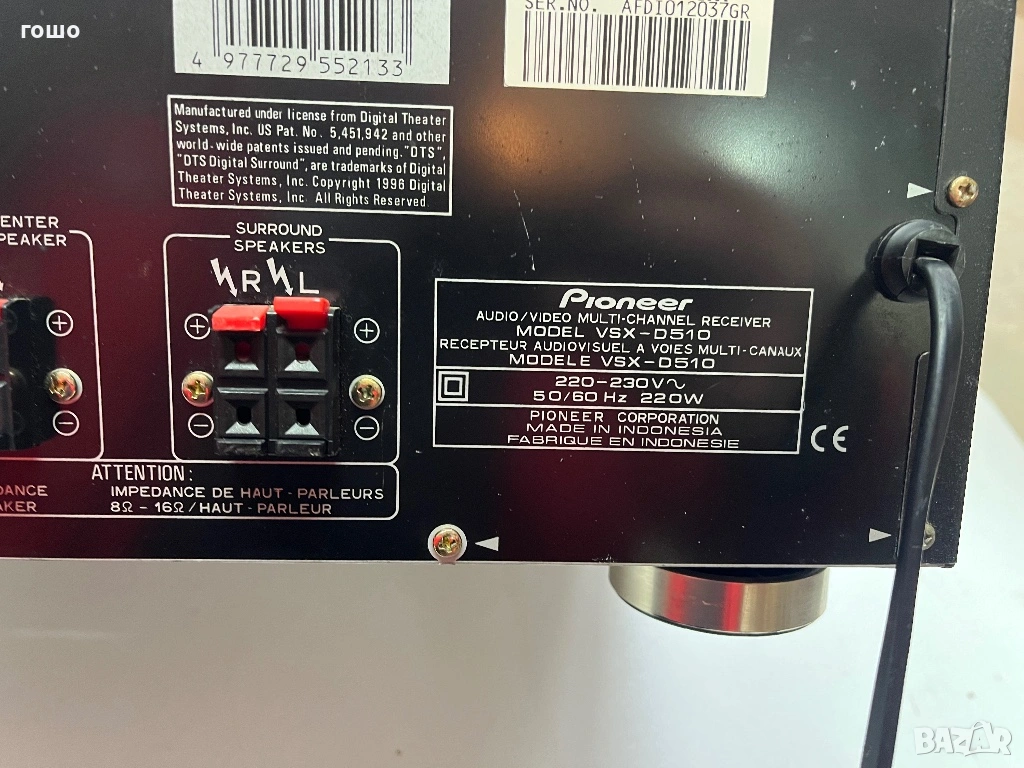 гошо
SER.NO. AFDI012037GR
4 977729 552133
Manufactured under license from Digital Theater
Systems, Inc. US Pat. No. 5,451,942 and other
world-wide patents issued and pending. "DTS",
"DTS Digital Surround", are trademarks of Digital
Theater Systems, Inc. Copyright 1996 Digital
Theater Systems, Inc. All Rights Reserved.
ENTER
PEAKER
SURROUND
SPEAKERS
R L
Pioneer
AUDIO/VIDEO MULTI-CHANNEL RECEIVER
MODEL VSX-D510
RECEPTEUR AUDIOVISUEL A VOIES MULTI-CANAUX
MODELE VSX-D510
220-230V~
50/60 Hz 220W
PIONEER CORPORATION
MADE IN INDONESIA
FABRIQUE EN INDONESIE
CE
ATTENTION:
DANCE
AKER
IMPEDANCE DE HAUT-PARLEURS
8Ω - 16Ω/HAUT-PARLEUR
BAZAR